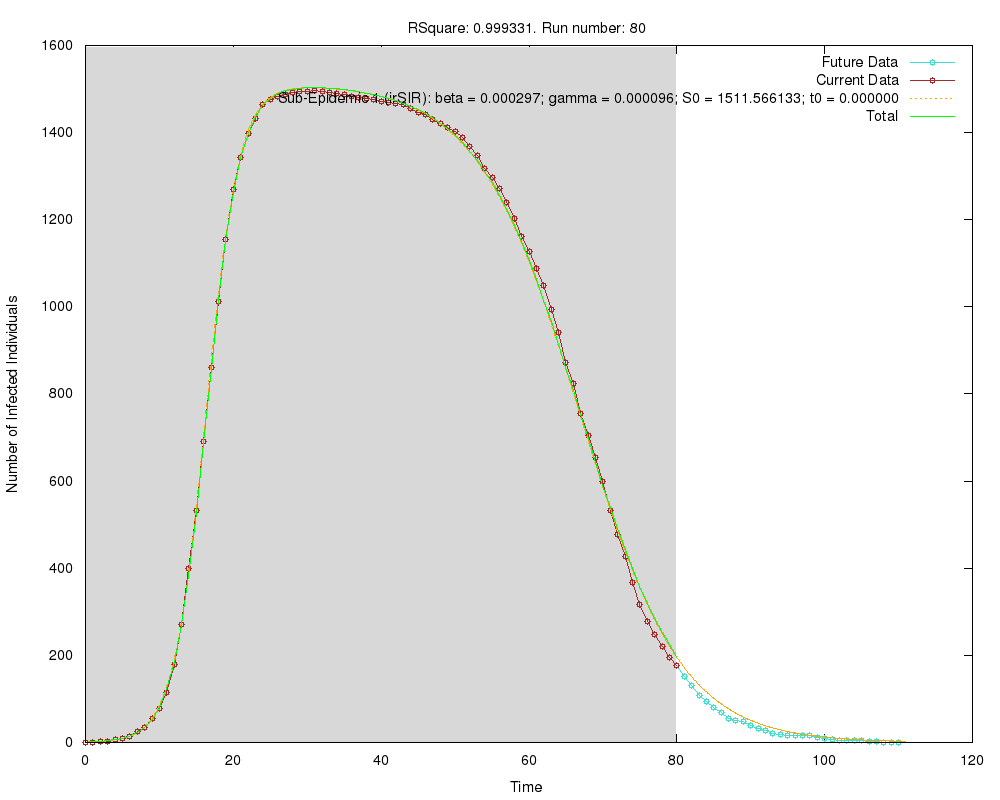 RSquare: 0.999331. Run number: 80
1600
1400
1200
1000
800
600
400
200
0
Future Data
Current Data
Sub-Epidemic 1 (irSIR): beta = 0.000297; gamma = 0.000096; S0 = 1511.566133; t0 = 0.000000
Total
Number of Infected Individuals
0 20 40 60 80 100 120
Time